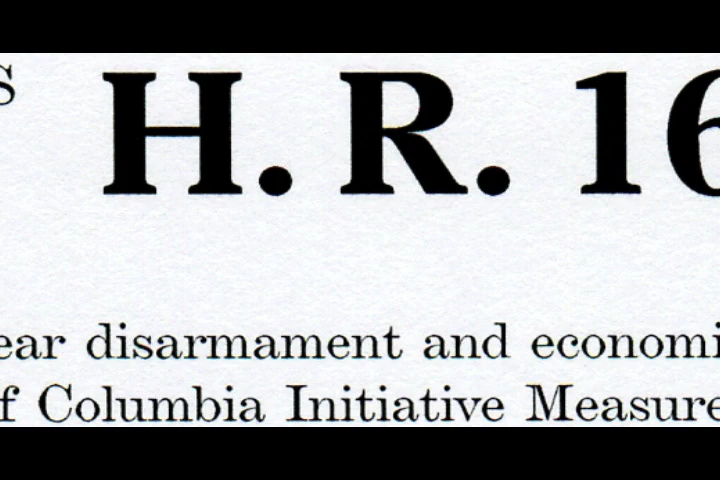 S H. R. 16
ear disarmament and economi
f Columbia Initiative Measure